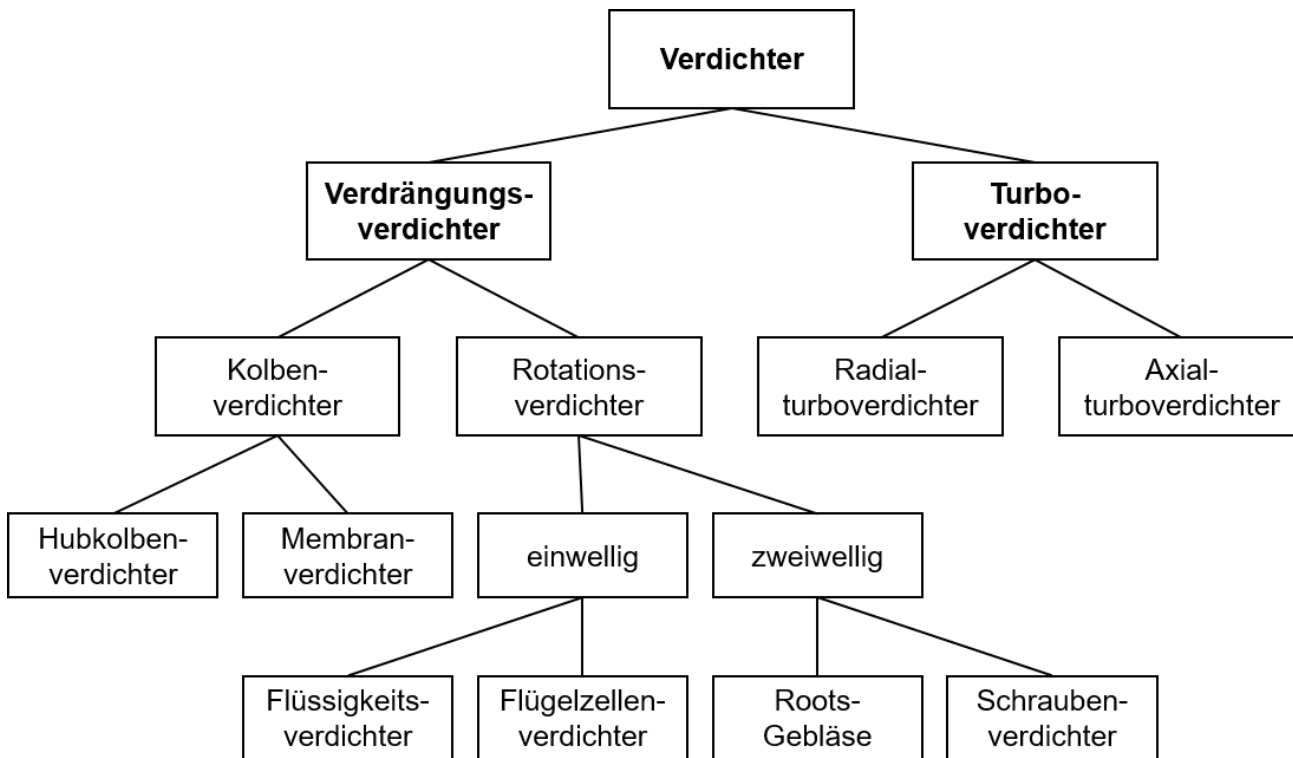 Verdichter
Verdrängungs-
verdichter
Turbo-
verdichter
Kolben-
verdichter
Rotations-
verdichter
Radial-
turboverdichter
Axial-
turboverdichter
Hubkolben-
verdichter
Membran-
verdichter
einwellig
zweiwellig
Flüssigkeits-
verdichter
Flügelzellen-
verdichter
Roots-
Gebläse
Schrauben-
verdichter